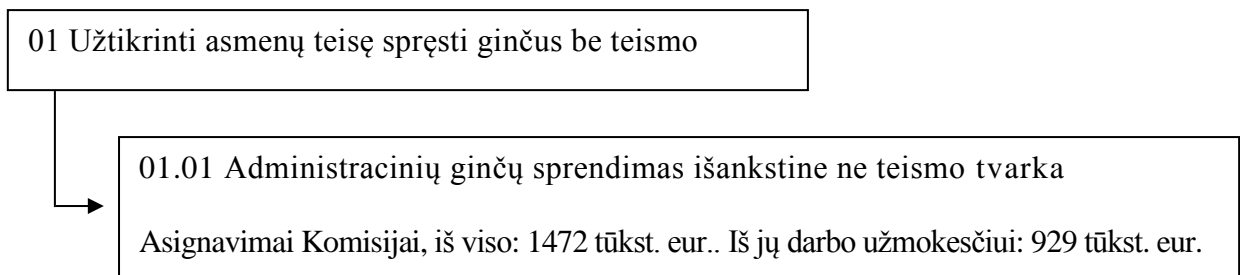 01 Užtikrinti asmenų teisę spręsti ginčus be teismo
01.01 Administracinių ginčų sprendimas išankstine ne teismo tvarka
Asignavimai Komisijai, iš viso: 1472 tūkst. eur.. Iš jų darbo užmokesčiui: 929 tūkst. eur.